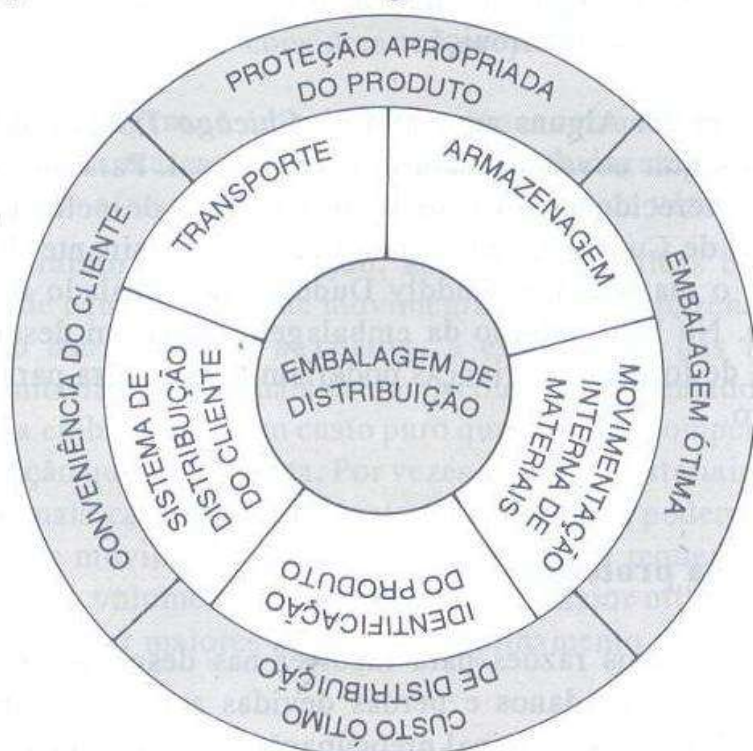 PROTEÇÃO APROPRIADA
DO PRODUTO
TRANSPORTE
ARMAZENAGEM
CONVENIÊNCIA DO CLIENTE
EMBALAGEM ÓTIMA
EMBALAGEM DE
DISTRIBUIÇÃO
SISTEMA DE
DISTRIBUIÇÃO
DO CLIENTE
MOVIMENTAÇÃO
INTERNA DE
MATERIAIS
IDENTIFICAÇÃO
DO PRODUTO
CUSTO ÓTIMO
DE DISTRIBUIÇÃO